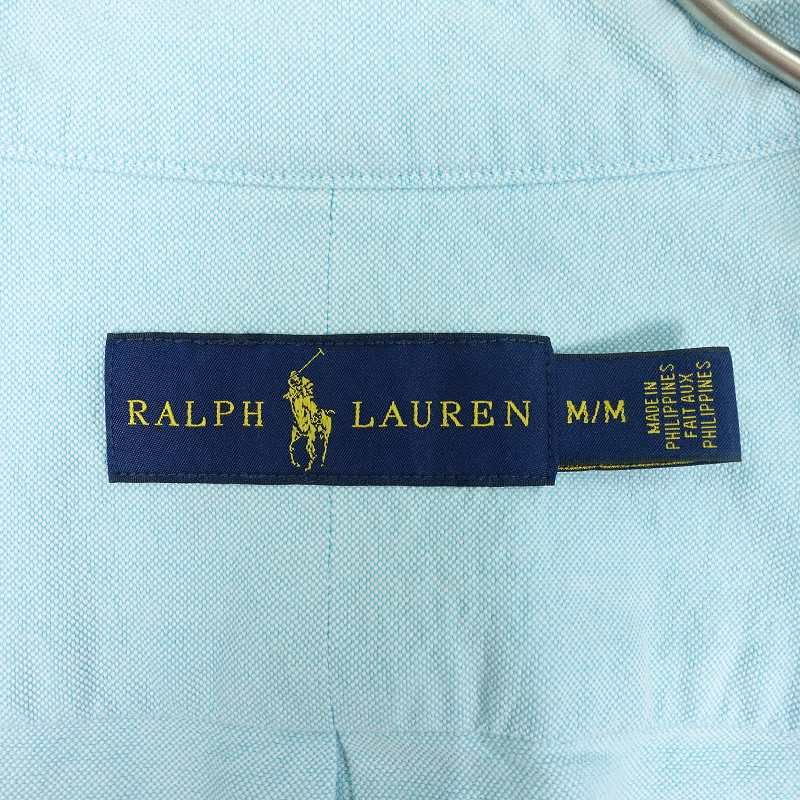 RALPH LAUREN
M/M
MADE IN
PHILIPPINES
FAIT AUX
PHILIPPINES